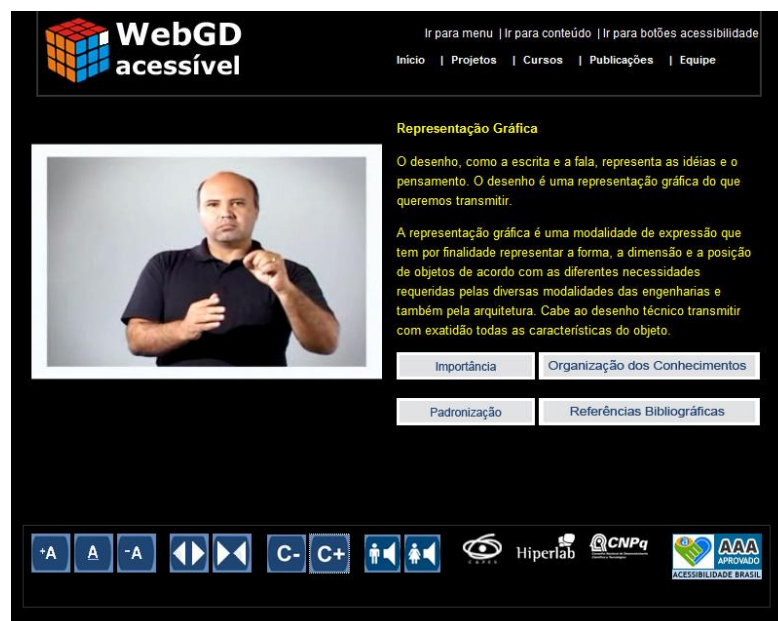 WebGD
acessível
Ir para menu | Ir para conteúdo | Ir para botões acessibilidade
Início | Projetos | Cursos | Publicações | Equipe
Representação Gráfica
O desenho, como a escrita e a fala, representa as idéias e o
pensamento. O desenho é uma representação gráfica do que
queremos transmitir.
A representação gráfica é uma modalidade de expressão que
tem por finalidade representar a forma, a dimensão e a posição
de objetos de acordo com as diferentes necessidades
requeridas pelas diversas modalidades das engenharias e
também pela arquitetura. Cabe ao desenho técnico transmitir
com exatidão todas as características do objeto.
Importância
Organização dos Conhecimentos
Padronização
Referências Bibliográficas
+A A -A C- C+
CAPES
Hiperlab
CNPq
AAA
APROVADO
ACESSIBILIDADE BRASIL